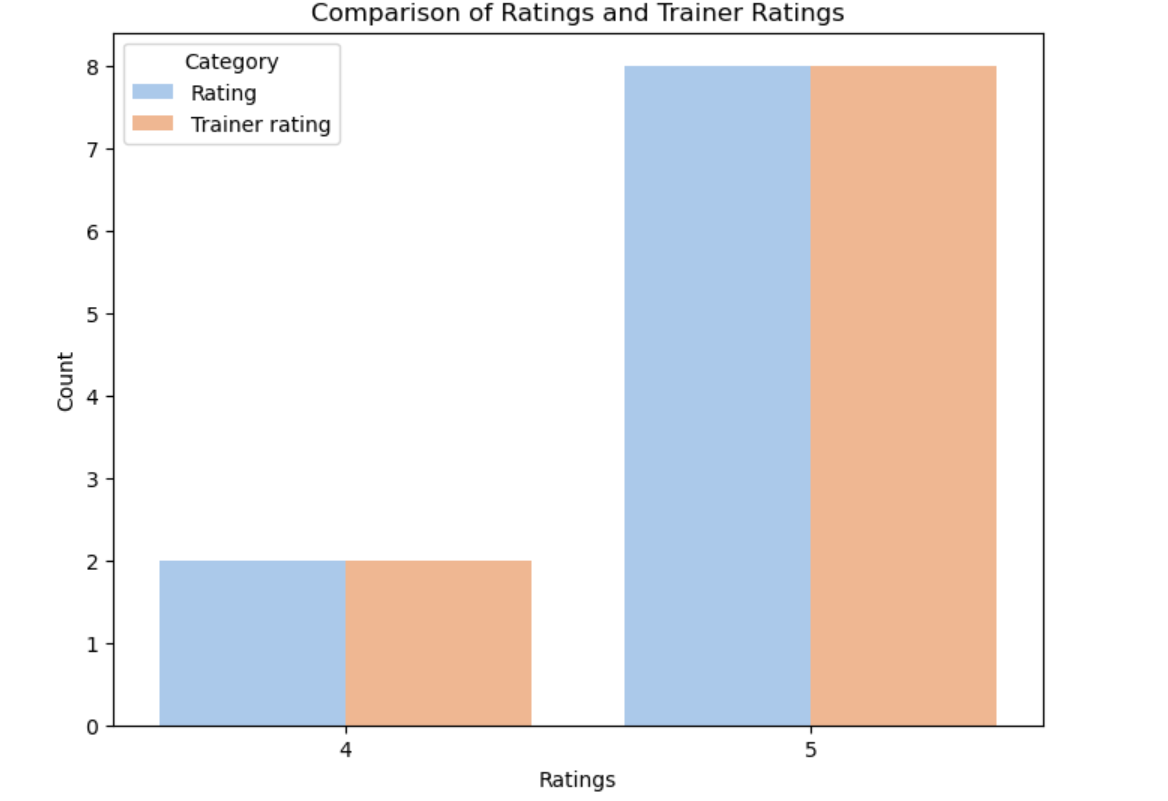 Comparison of Ratings and Trainer Ratings
Category
Rating
Trainer rating
8
7
6
5
4
3
2
1
0
Count
4
5
Ratings